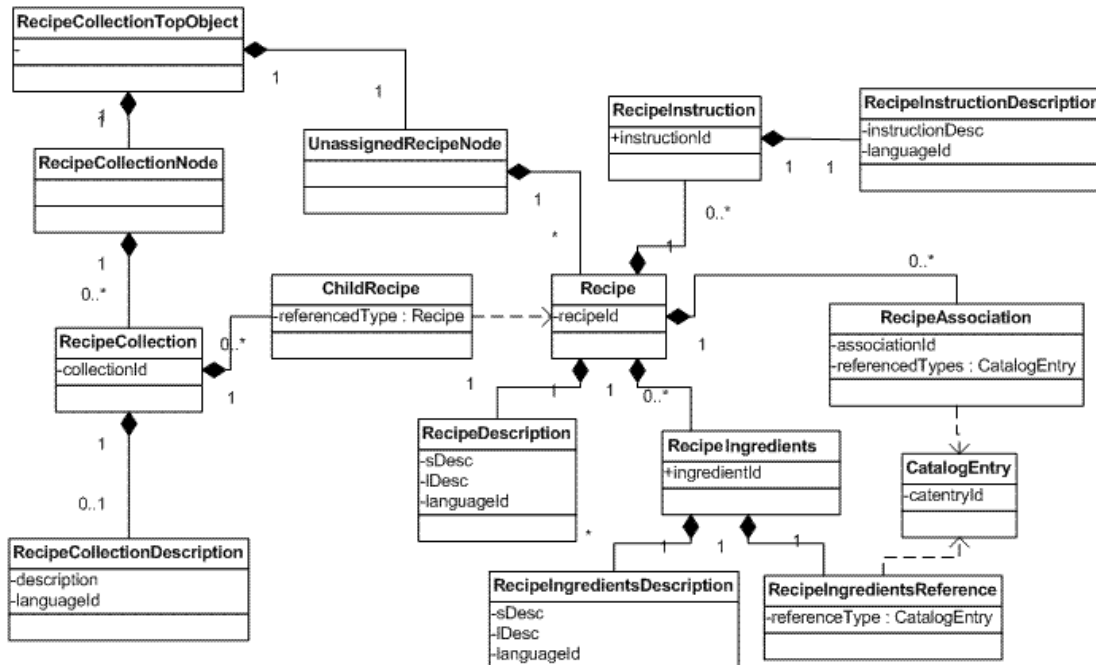 RecipeCollectionTopObject
-
1
1
1
1
RecipeCollectionNode
UnassignedRecipeNode
RecipeInstruction
+instructionId
RecipeInstructionDescription
-instructionDesc
-languageId
1
1
1
0..*
1
*
0..*
1
ChildRecipe
-referencedType : Recipe
Recipe
-recipeId
0..*
RecipeCollection
-collectionId
0..*
1
1
RecipeAssociation
-associationId
-referencedTypes : CatalogEntry
1
1
1
0..*
1
RecipeDescription
-sDesc
-lDesc
-languageId
*
RecipeIngredients
+ingredientId
CatalogEntry
-catentryId
0..1
1
1
1
RecipeCollectionDescription
-description
-languageId
RecipeIngredientsDescription
-sDesc
-lDesc
-languageId
RecipeIngredientsReference
-referenceType : CatalogEntry